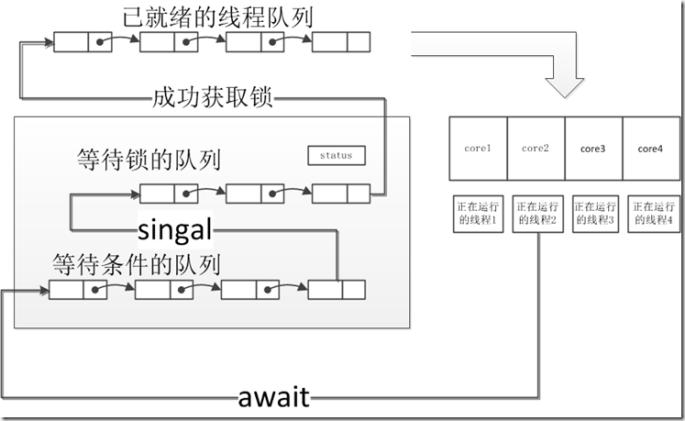 已就绪的线程队列
成功获取锁
等待锁的队列
status
singal
等待条件的队列
await
core1
core2
core3
core4
正在运行
的线程1
正在运行
的线程2
正在运行
的线程3
正在运行
的线程4